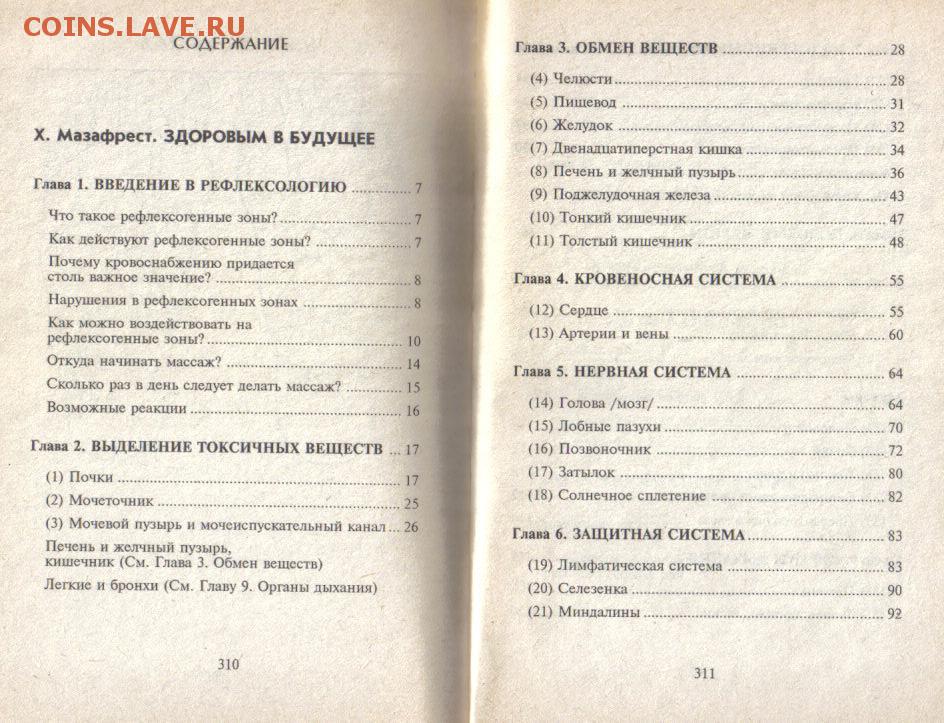 COINS.LAVE.RU
СОДЕРЖАНИЕ
Х. Мазафрест. ЗДОРОВЫМ В БУДУЩЕЕ
Глава 1. ВВЕДЕНИЕ В РЕФЛЕКСОЛОГИЮ ............ 7
Что такое рефлексогенные зоны? ............ 7
Как действуют рефлексогенные зоны? ............ 7
Почему кровоснабжению придается
столь важное значение? ............ 8
Нарушения в рефлексогенных зонах ............ 8
Как можно воздействовать на
рефлексогенные зоны? ............ 10
Откуда начинать массаж? ............ 14
Сколько раз в день следует делать массаж? ............ 15
Возможные реакции ............ 16
Глава 2. ВЫДЕЛЕНИЕ ТОКСИЧНЫХ ВЕЩЕСТВ ... 17
(1) Почки ............ 17
(2) Мочеточник ............ 25
(3) Мочевой пузырь и мочеиспускательный канал ... 26
Печень и желчный пузырь,
кишечник (См. Глава 3. Обмен веществ)
Легкие и бронхи (См. Главу 9. Органы дыхания)
310
Глава 3. ОБМЕН ВЕЩЕСТВ ............ 28
(4) Челюсти ............ 28
(5) Пищевод ............ 31
(6) Желудок ............ 32
(7) Двенадцатиперстная кишка ............ 34
(8) Печень и желчный пузырь ............ 36
(9) Поджелудочная железа ............ 43
(10) Тонкий кишечник ............ 47
(11) Толстый кишечник ............ 48
Глава 4. КРОВЕНОСНАЯ СИСТЕМА ............ 55
(12) Сердце ............ 55
(13) Артерии и вены ............ 60
Глава 5. НЕРВНАЯ СИСТЕМА ............ 64
(14) Голова /мозг/ ............ 64
(15) Лобные пазухи ............ 70
(16) Позвоночник ............ 72
(17) Затылок ............ 80
(18) Солнечное сплетение ............ 82
Глава 6. ЗАЩИТНАЯ СИСТЕМА ............ 83
(19) Лимфатическая система ............ 83
(20) Селезенка ............ 90
(21) Миндалины ............ 92
311